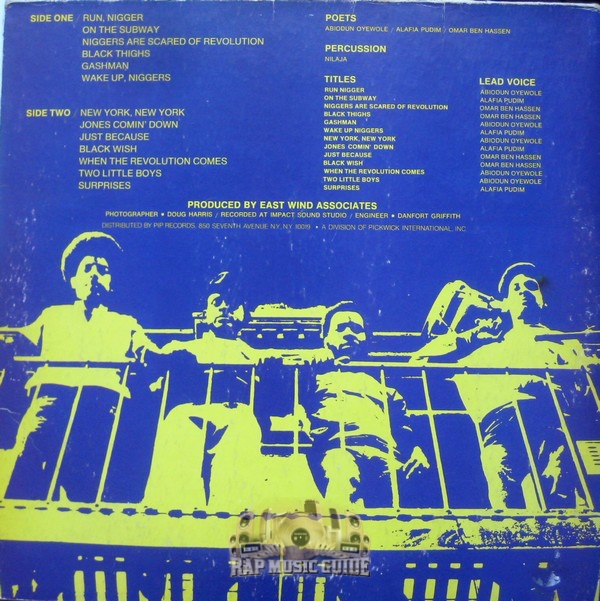 SIDE ONE / RUN, NIGGER
ON THE SUBWAY
NIGGERS ARE SCARED OF REVOLUTION
BLACK THIGHS
GASHMAN
WAKE UP, NIGGERS
SIDE TWO / NEW YORK, NEW YORK
JONES COMIN' DOWN
JUST BECAUSE
BLACK WISH
WHEN THE REVOLUTION COMES
TWO LITTLE BOYS
SURPRISES
POETS
ABIODUN OYEWOLE / ALAFIA PUDIM / OMAR BEN HASSEN
PERCUSSION
NILAJA
TITLES LEAD VOICE
RUN NIGGER ABIODUN OYEWOLE
ON THE SUBWAY ALAFIA PUDIM
NIGGERS ARE SCARED OF REVOLUTION OMAR BEN HASSEN
BLACK THIGHS OMAR BEN HASSEN
GASHMAN ABIODUN OYEWOLE
WAKE UP NIGGERS ALAFIA PUDIM
NEW YORK, NEW YORK ABIODUN OYEWOLE
JONES COMIN' DOWN ALAFIA PUDIM
JUST BECAUSE OMAR BEN HASSEN
BLACK WISH OMAR BEN HASSEN
WHEN THE REVOLUTION COMES ABIODUN OYEWOLE
TWO LITTLE BOYS ABIODUN OYEWOLE
SURPRISES ALAFIA PUDIM
PRODUCED BY EAST WIND ASSOCIATES
PHOTOGRAPHER • DOUG HARRIS / RECORDED AT IMPACT SOUND STUDIO / ENGINEER • DANFORT GRIFFITH
DISTRIBUTED BY PIP RECORDS, 850 SEVENTH AVENUE NY, NY 10019 • A DIVISION OF PICKWICK INTERNATIONAL, INC
RAP MUSIC GUIDE